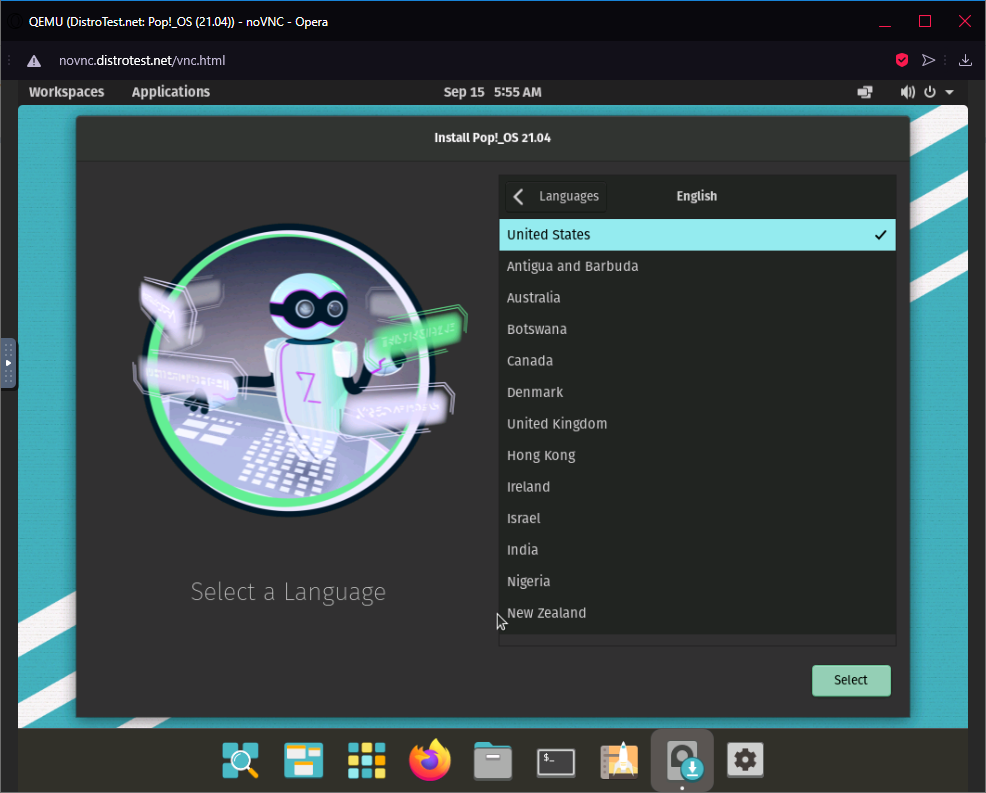 QEMU (DistroTest.net: Pop!_OS (21.04)) - noVNC - Opera
novnc.distrotest.net/vnc.html
Workspaces Applications Sep 15 5:55 AM
Install Pop!_OS 21.04
Languages English
United States
Antigua and Barbuda
Australia
Botswana
Canada
Denmark
United Kingdom
Hong Kong
Ireland
Israel
India
Nigeria
New Zealand
Select a Language
Select
$_